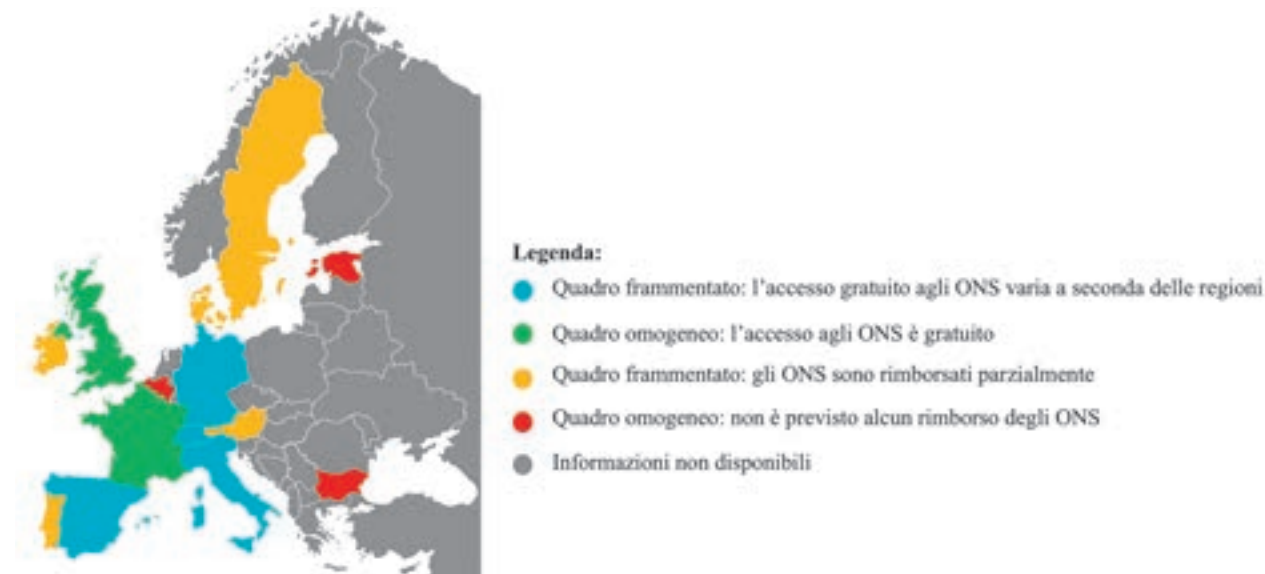 Legenda:
Quadro frammentato: l’accesso gratuito agli ONS varia a seconda delle regioni
Quadro omogeneo: l’accesso agli ONS è gratuito
Quadro frammentato: gli ONS sono rimborsati parzialmente
Quadro omogeneo: non è previsto alcun rimborso degli ONS
Informazioni non disponibili